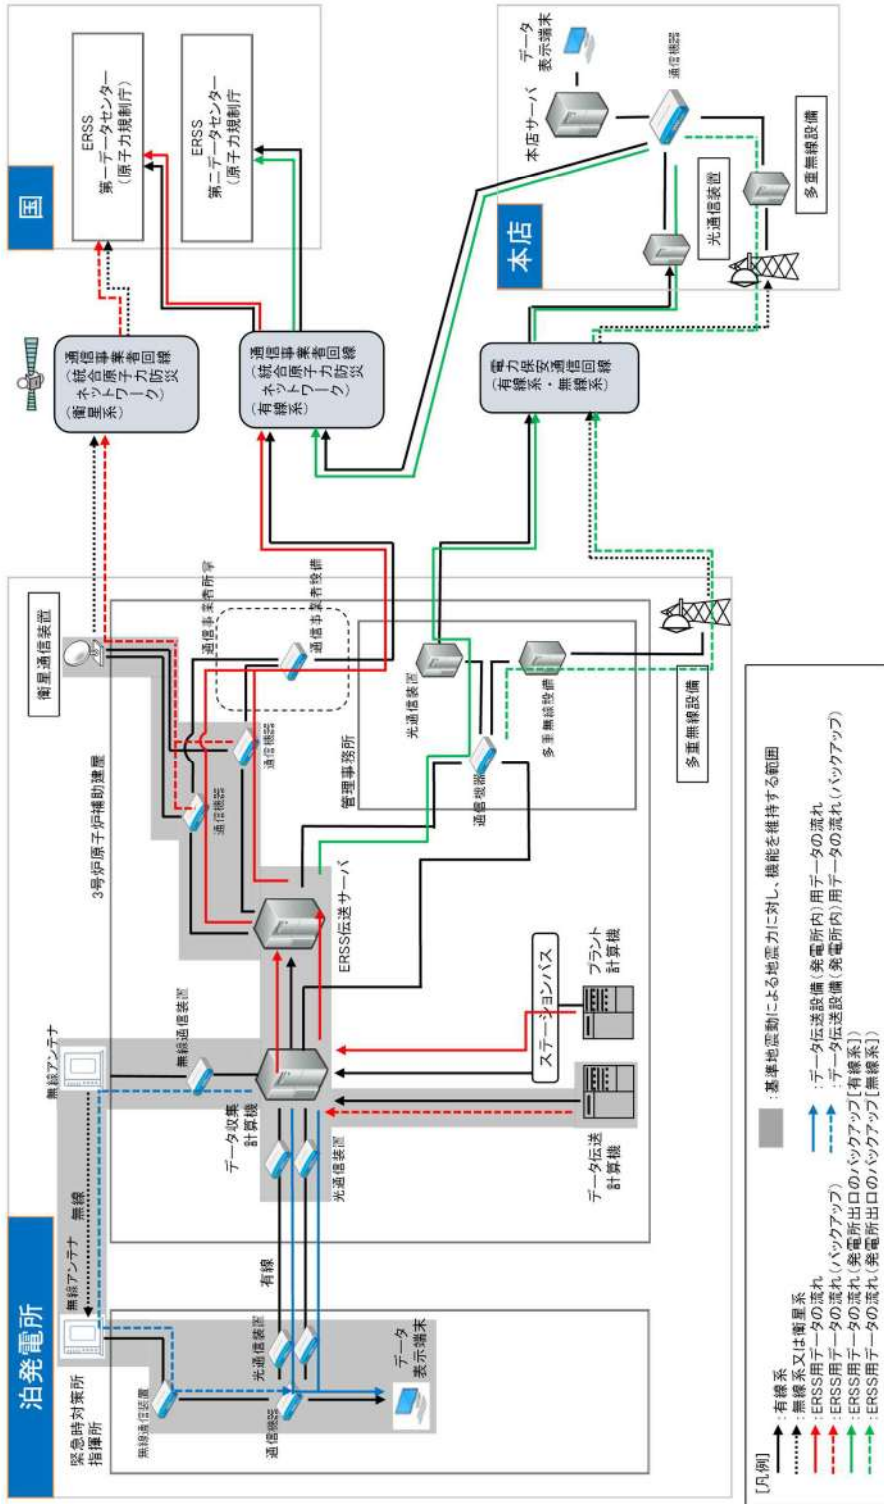 泊発電所
緊急時対策所
指揮所
無線アンテナ
無線
無線アンテナ
無線通信装置
無線通信装置
光通信装置
通信機器
データ
表示端末
有線
データ収集
計算機
光通信装置
データ伝送
計算機
プラント
計算機
ステーションバス
3号炉原子炉補助建屋
ERSS伝送サーバ
通信機器
通信機器
衛星通信装置
通信事業者所掌
通信事業者設備
管理事務所
通信機器
光通信装置
多重無線設備
多重無線設備
通信事業者回線
(統合原子力防災
ネットワーク)
(衛星系)
通信事業者回線
(統合原子力防災
ネットワーク)
(有線系)
電力保安通信回線
(有線系・無線系)
国
ERSS
第一データセンター
(原子力規制庁)
ERSS
第二データセンター
(原子力規制庁)
本店
本店サーバ
データ
表示端末
通信機器
光通信装置
多重無線設備
[凡例]
:有線系
:無線系又は衛星系
:ERSS用データの流れ
:ERSS用データの流れ(バックアップ)
:ERSS用データの流れ(発電所出口のバックアップ[有線系])
:ERSS用データの流れ(発電所出口のバックアップ[無線系])
:基準地震動による地震力に対し、機能を維持する範囲
:データ伝送設備(発電所内)用データの流れ
:データ伝送設備(発電所内)用データの流れ(バックアップ)